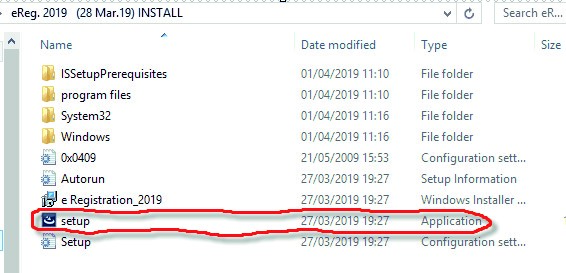 eReg. 2019 (28 Mar.19) INSTALL
Search eR...
Name Date modified Type
ISSetupPrerequisites 01/04/2019 11:10 File folder
program files 01/04/2019 11:10 File folder
System32 01/04/2019 11:16 File folder
Windows 01/04/2019 11:16 File folder
0x0409 21/05/2009 15:53 Configuration sett...
Autorun 27/03/2019 19:27 Setup Information
e Registration_2019 27/03/2019 19:27 Windows Installer ...
setup 27/03/2019 19:27 Application
Setup 27/03/2019 19:27 Configuration sett...